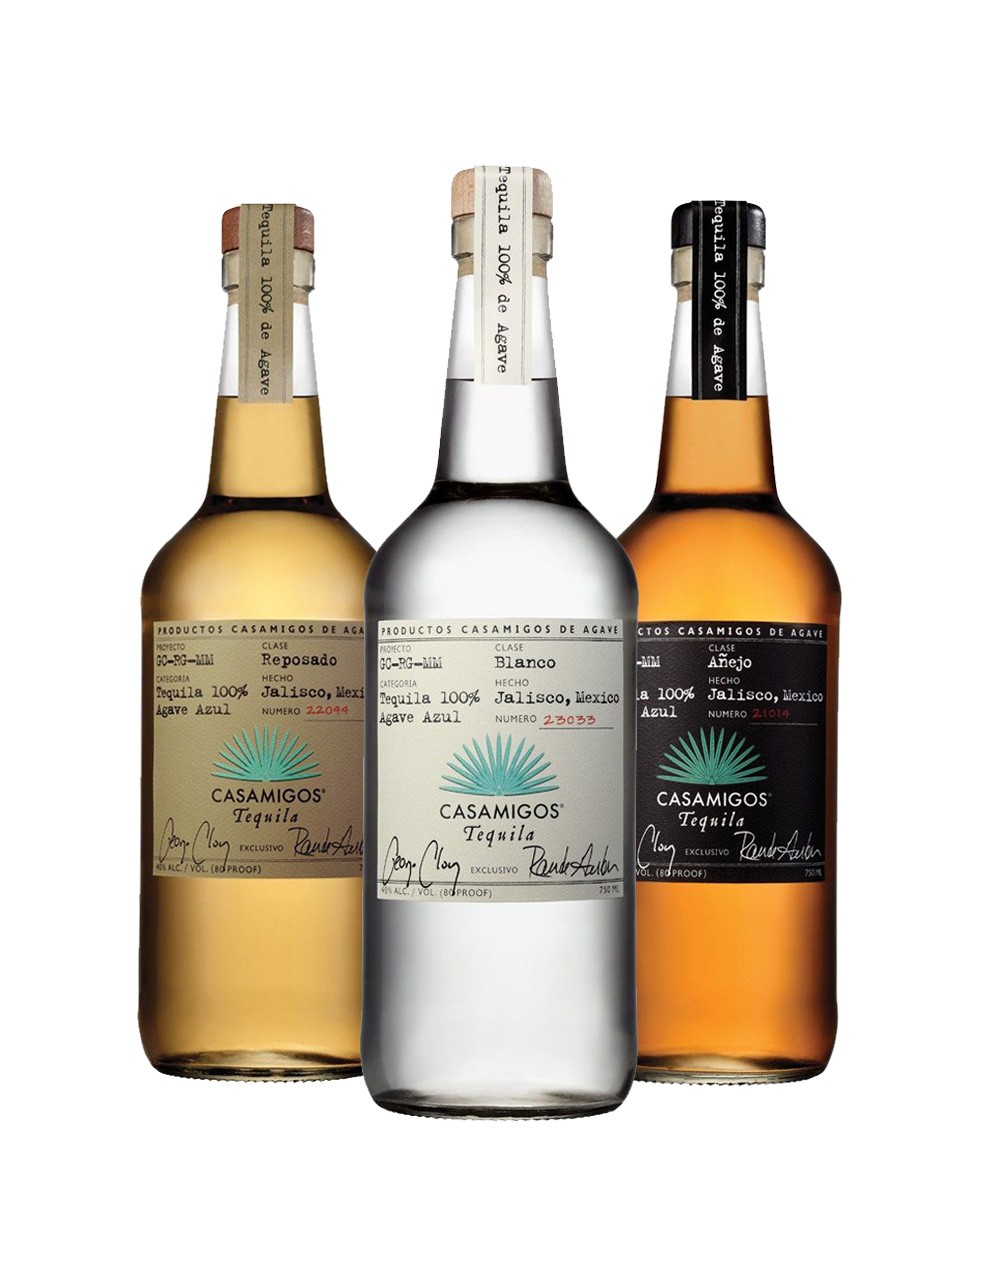 Tequila 100% de Agave
PRODUCTOS CASAMIGOS DE AGA
PROYECTO
GC-RG-MM
CLASE
Reposado
CATEGORIA
Tequila 100%
Agave Azul
HECHO
Jalisco, Mexi
NUMERO 22044
CASAMIGOS®
Tequila
George Clooney EXCLUSIVO
40% ALC. / VOL. (80 PROOF)
Tequila 100% de Agave
PRODUCTOS CASAMIGOS DE AGAVE
PROYECTO
GC-RG-MM
CLASE
Blanco
CATEGORIA
Tequila 100%
Agave Azul
HECHO
Jalisco, Mexico
NUMERO 23033
CASAMIGOS®
Tequila
EXCLUSIVO
40% ALC. / VOL. (80 PROOF) 750 ML
Tequila 100% de Agave
CTOS CASAMIGOS DE AGAVE
-MM
CLASE
Añejo
la 100%
Azul
HECHO
Jalisco, Mexico
NUMERO 21014
CASAMIGOS®
Tequila
EXCLUSIVO
VOL. (80 PROOF) 750 ML